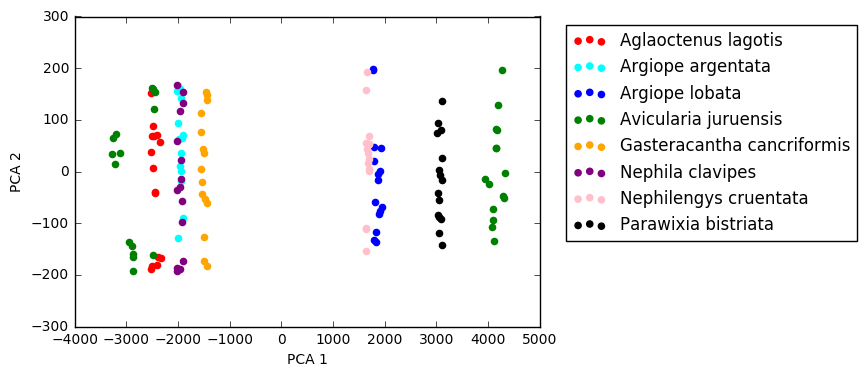 300
200
100
0
−100
−200
−300
PCA 2
−4000 −3000 −2000 −1000 0 1000 2000 3000 4000 5000
PCA 1
Aglaoctenus lagotis
Argiope argentata
Argiope lobata
Avicularia juruensis
Gasteracantha cancriformis
Nephila clavipes
Nephilengys cruentata
Parawixia bistriata